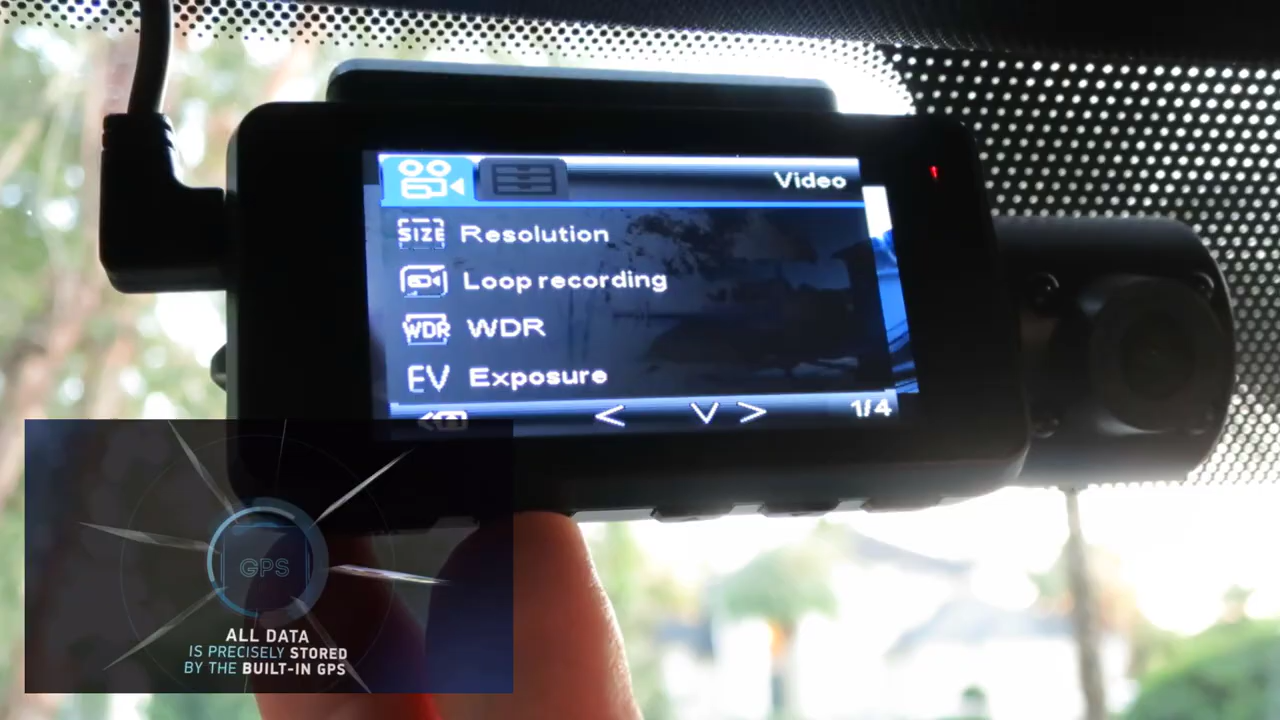 Video
SIZE Resolution
Loop recording
WDR WDR
EV Exposure
< V > 1/4
GPS
ALL DATA
IS PRECISELY STORED
BY THE BUILT-IN GPS